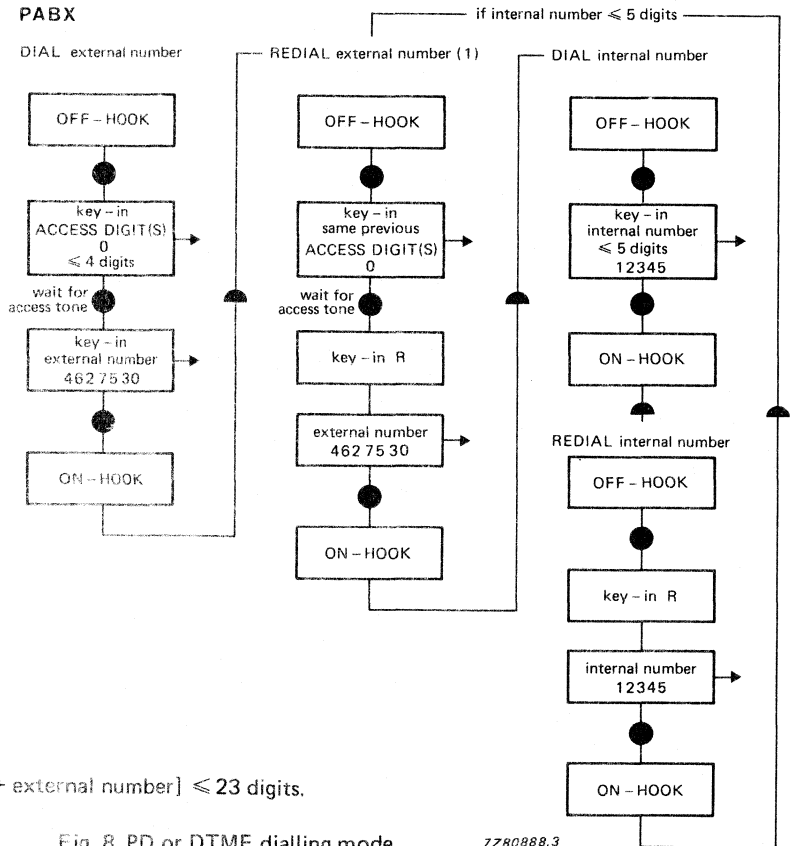 PABX
if internal number ⩽ 5 digits
DIAL external number
OFF – HOOK
key – in
ACCESS DIGIT(S)
0
⩽ 4 digits
wait for
access tone
key – in
external number
462 75 30
ON – HOOK
REDIAL external number (1)
OFF – HOOK
key – in
same previous
ACCESS DIGIT(S)
0
wait for
access tone
key – in R
external number
462 75 30
ON – HOOK
DIAL internal number
OFF – HOOK
key – in
internal number
⩽ 5 digits
12345
ON – HOOK
REDIAL internal number
OFF – HOOK
key – in R
internal number
12345
ON – HOOK
external number] ⩽ 23 digits.
Fig. 8 PD or DTMF dialling mode
7Z80888.3